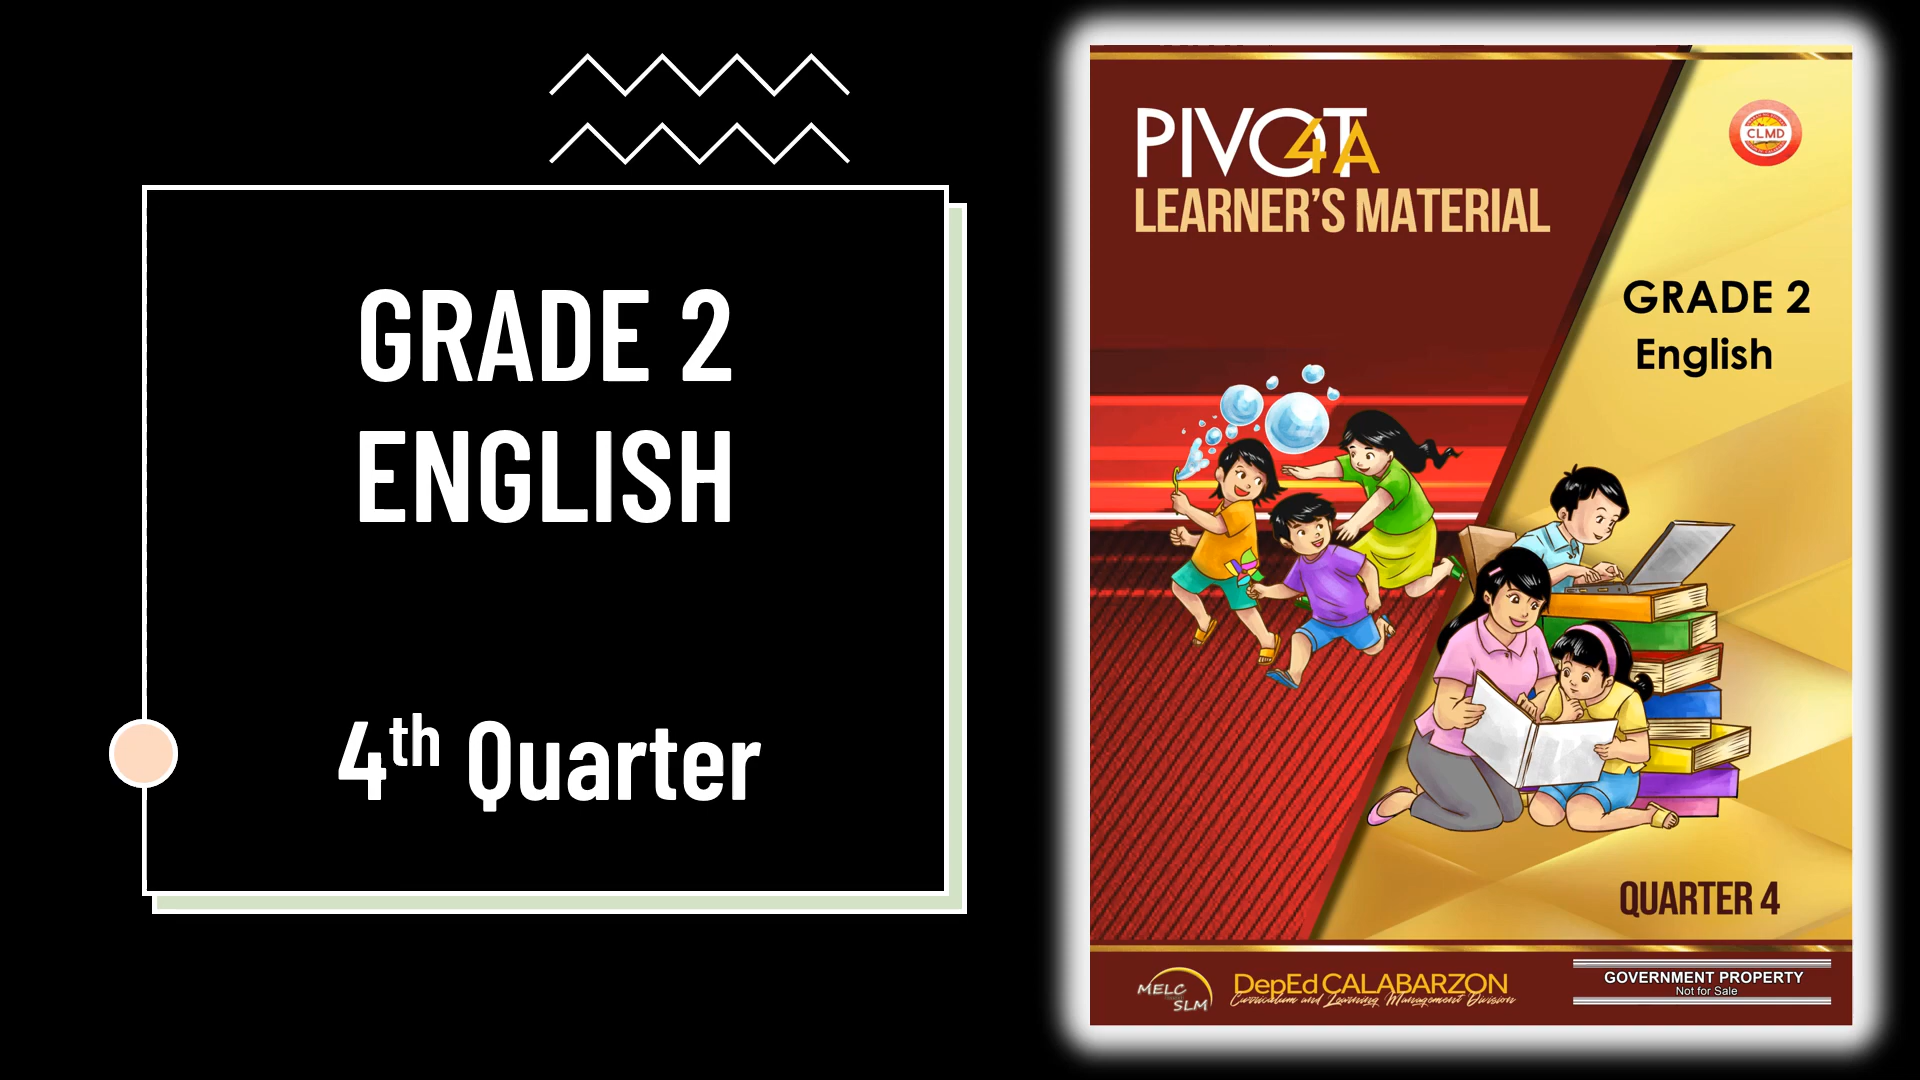 GRADE 2
ENGLISH
4th Quarter
PIVOT 4A
LEARNER'S MATERIAL
CLMD
GRADE 2
English
QUARTER 4
MELC
SLM
DepEd CALABARZON
Curriculum and Learning Management Division
GOVERNMENT PROPERTY
Not for Sale